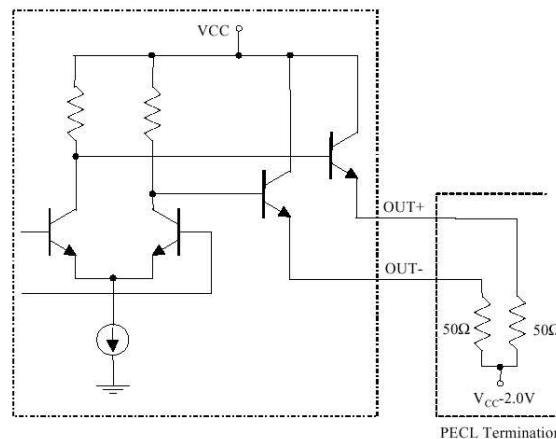 VCC
OUT+
OUT-
50Ω
50Ω
VCC-2.0V
PECL Termination